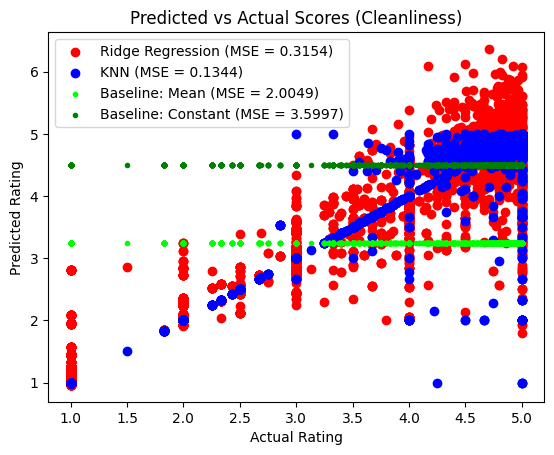 Predicted vs Actual Scores (Cleanliness)
Ridge Regression (MSE = 0.3154)
KNN (MSE = 0.1344)
Baseline: Mean (MSE = 2.0049)
Baseline: Constant (MSE = 3.5997)
Predicted Rating
6
5
4
3
2
1
1.0 1.5 2.0 2.5 3.0 3.5 4.0 4.5 5.0
Actual Rating